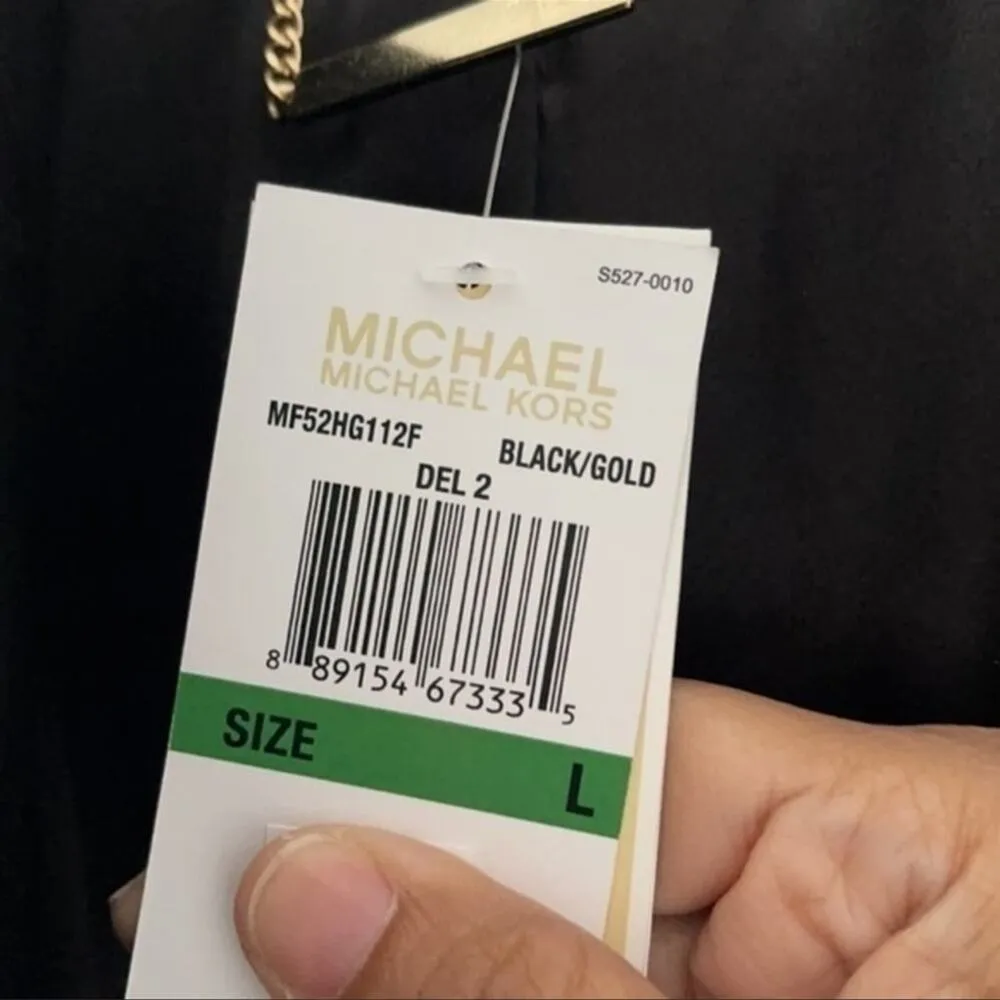 S527-0010
MICHAEL
MICHAEL KORS
MF52HG112F
BLACK/GOLD
DEL 2
8 89154 67333 5
SIZE L